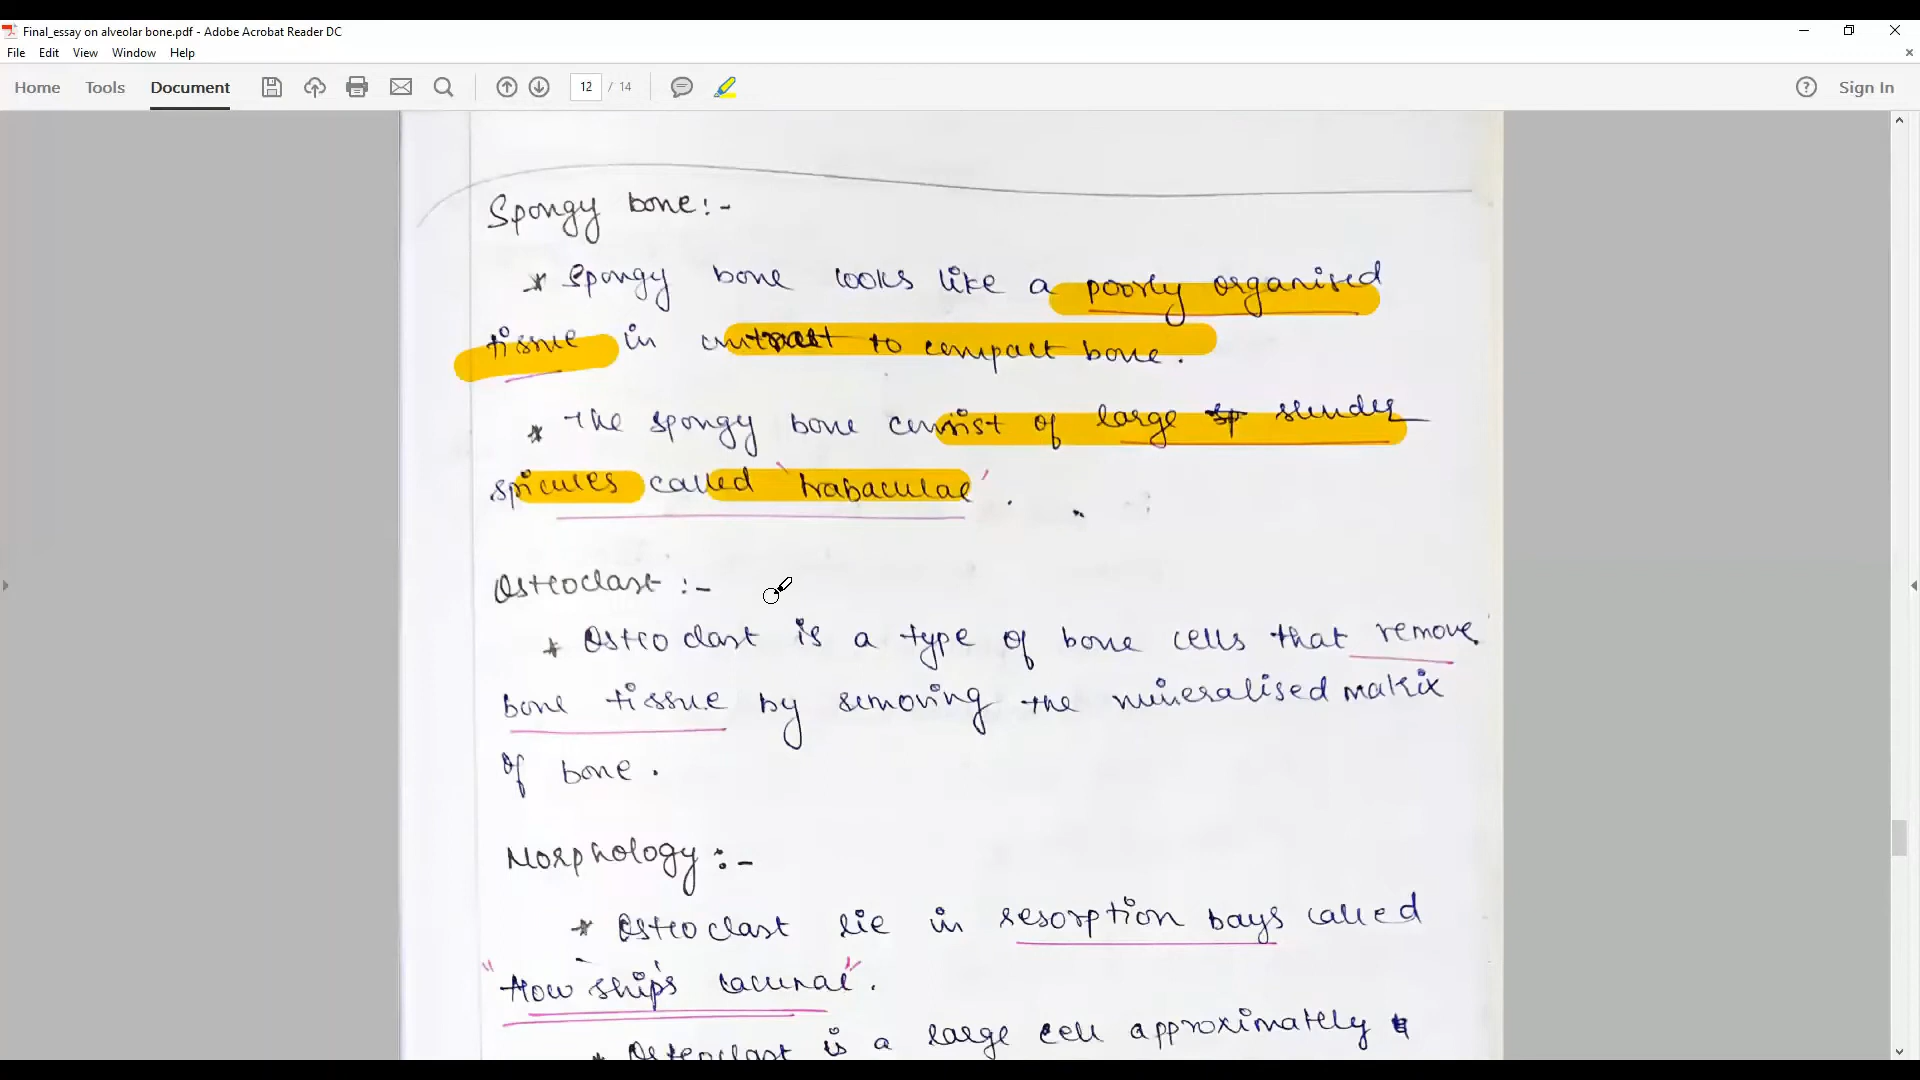 Final_essay on alveolar bone.pdf - Adobe Acrobat Reader DC
File Edit View Window Help
Home Tools Document 12 / 14 Sign In
Spongy bone:-
* Spongy bone looks like a poorly organised
tissue in contrast to compact bone.
* The spongy bone consist of large sp slender
spicules called 'trabaculae'.
Osteoclast :-
* Osteoclast is a type of bone cells that remove
bone tissue by removing the mineralised matrix
of bone.
Morphology :-
* Osteoclast lie in resorption bays called
"How ship's lacunae".
* Osteoclast is a large cell approximately